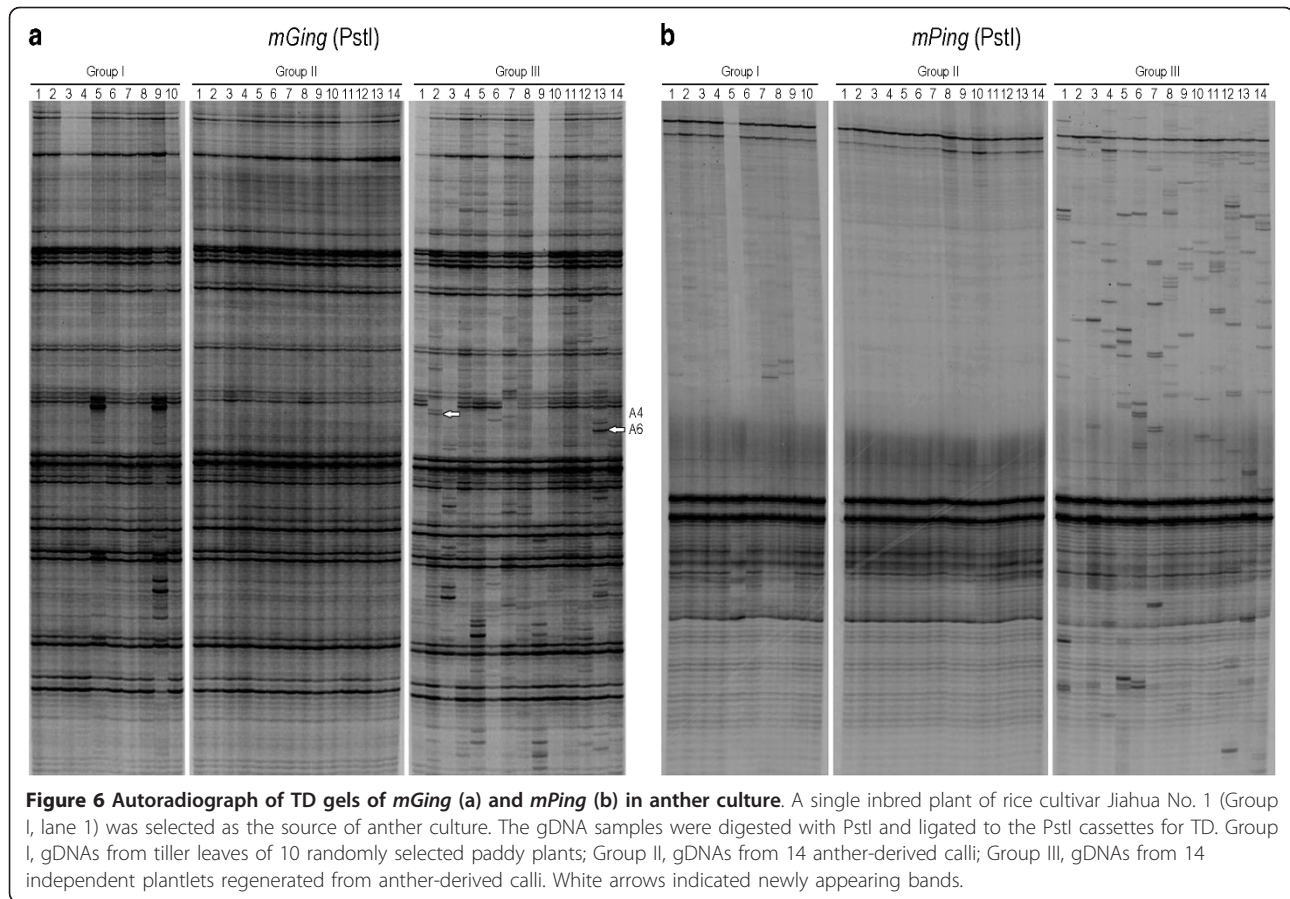 a
mGing (PstI)
Group I
Group II
Group III
1 2 3 4 5 6 7 8 9 10
1 2 3 4 5 6 7 8 9 10 11 12 13 14
1 2 3 4 5 6 7 8 9 10 11 12 13 14
A4
A6
b
mPing (PstI)
Group I
Group II
Group III
1 2 3 4 5 6 7 8 9 10
1 2 3 4 5 6 7 8 9 10 11 12 13 14
1 2 3 4 5 6 7 8 9 10 11 12 13 14
Figure 6 Autoradiograph of TD gels of mGing (a) and mPing (b) in anther culture. A single inbred plant of rice cultivar Jiahua No. 1 (Group
I, lane 1) was selected as the source of anther culture. The gDNA samples were digested with PstI and ligated to the PstI cassettes for TD. Group
I, gDNAs from tiller leaves of 10 randomly selected paddy plants; Group II, gDNAs from 14 anther-derived calli; Group III, gDNAs from 14
independent plantlets regenerated from anther-derived calli. White arrows indicated newly appearing bands.